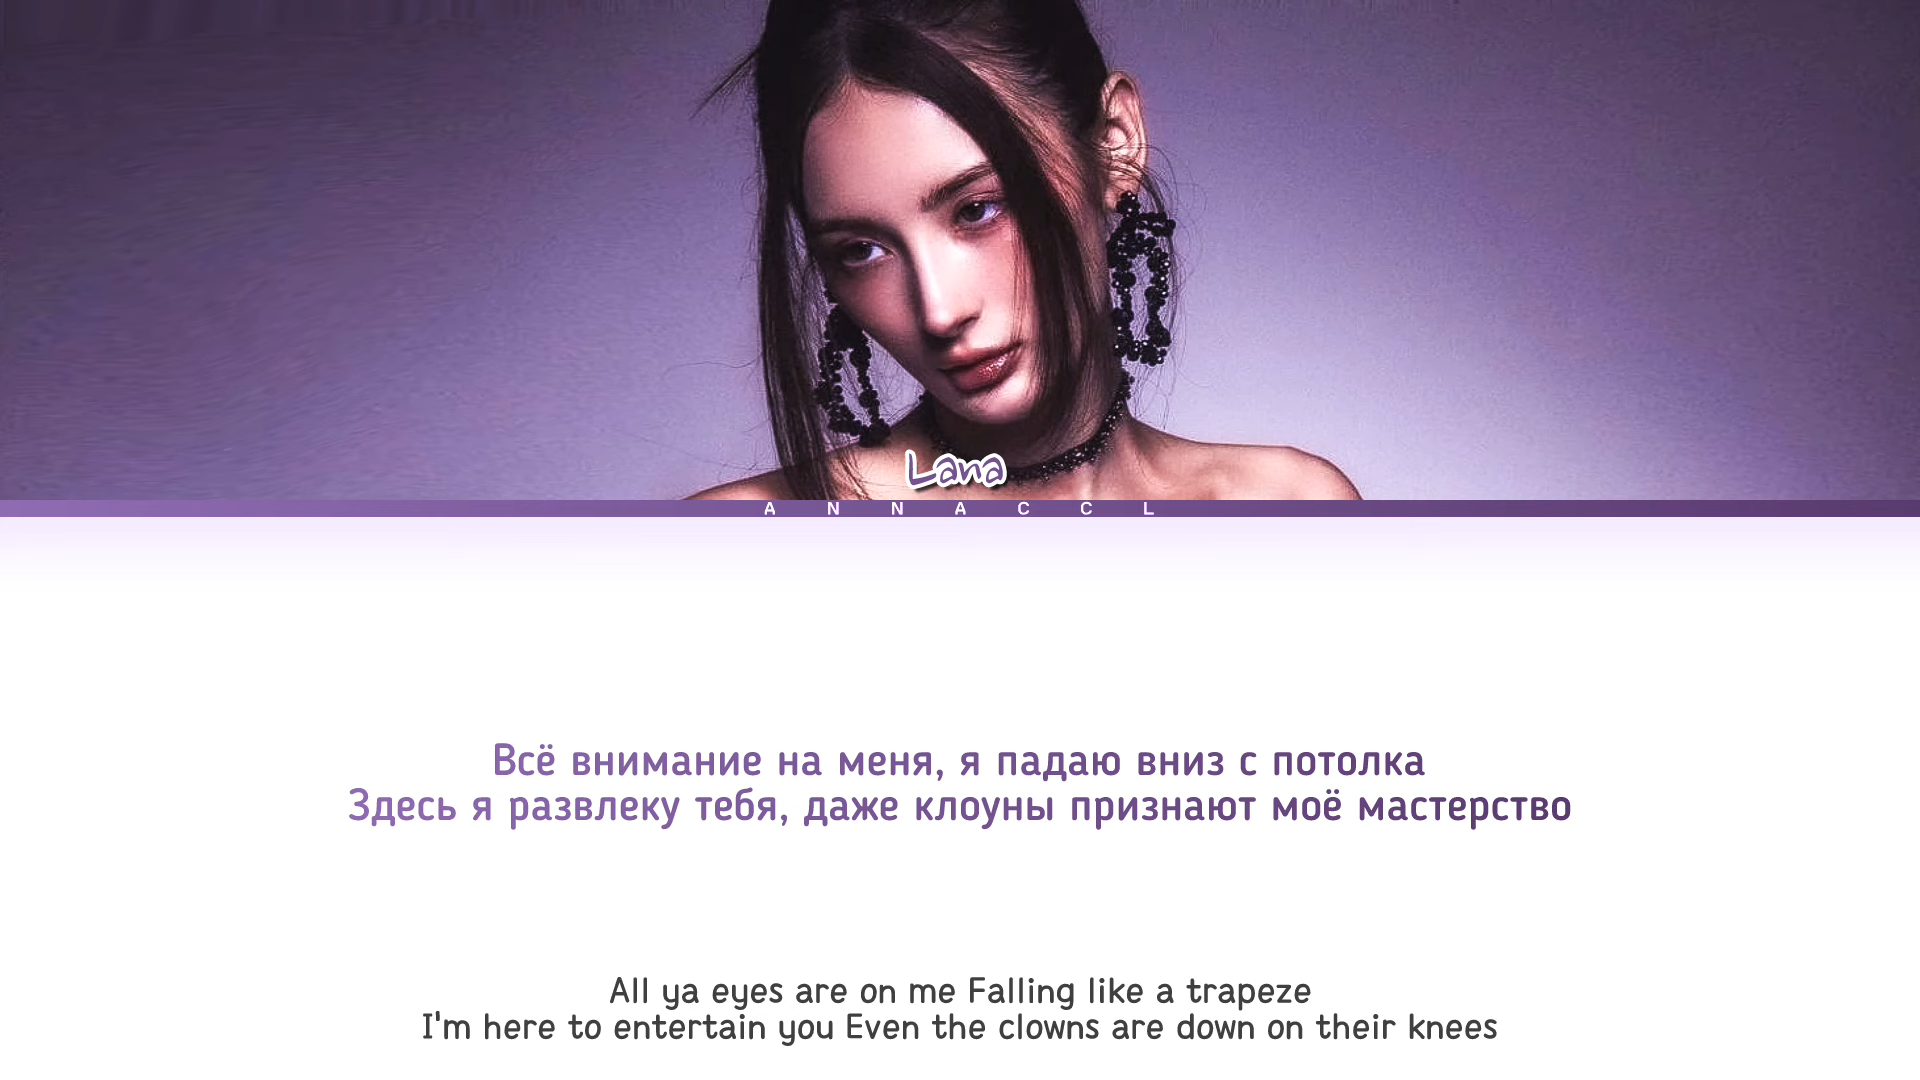 Lana
ANNACCL
Всё внимание на меня, я падаю вниз с потолка
Здесь я развлеку тебя, даже клоуны признают моё мастерство
All ya eyes are on me Falling like a trapeze
I'm here to entertain you Even the clowns are down on their knees